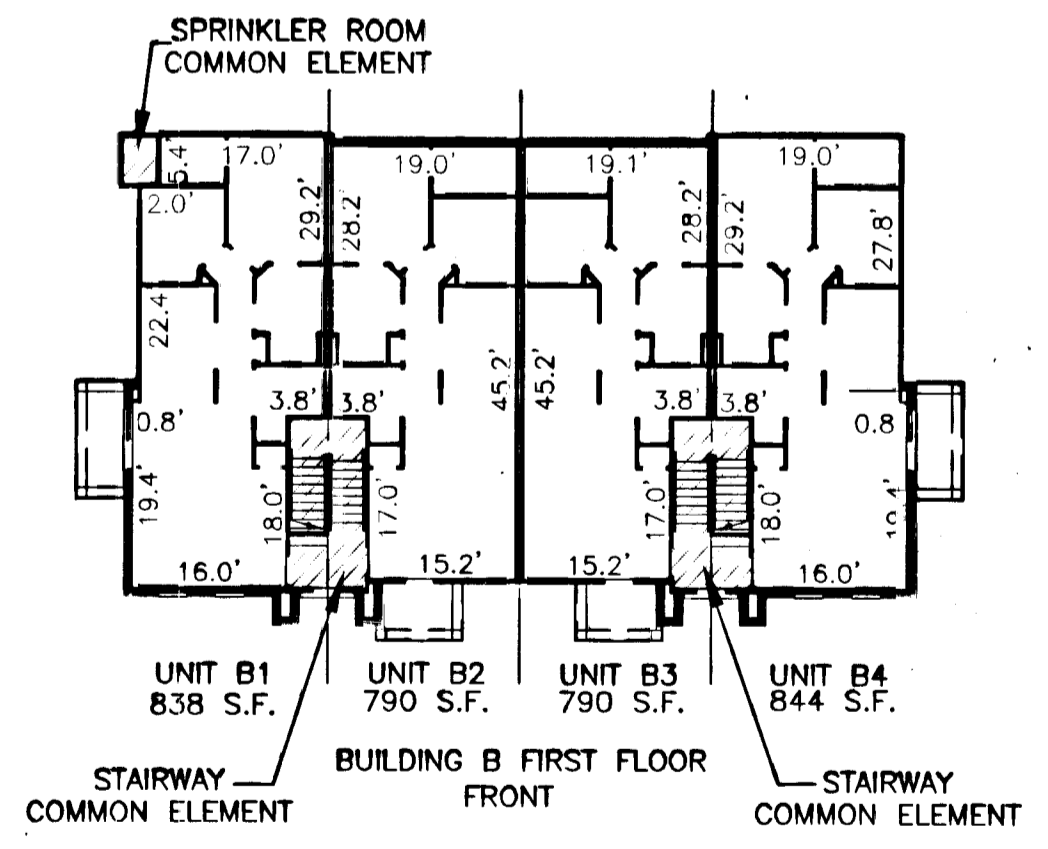 SPRINKLER ROOM
COMMON ELEMENT
5.4
17.0'
19.0'
19.1'
19.0'
2.0'
29.2'
28.2'
28.2'
29.2'
27.8'
22.4
45.2'
45.2'
0.8'
3.8'
3.8'
3.8'
3.8'
0.8
19.4'
18.0'
17.0'
17.0'
18.0'
16.0'
15.2'
15.2'
16.0'
UNIT B1
838 S.F.
UNIT B2
790 S.F.
UNIT B3
790 S.F.
UNIT B4
844 S.F.
BUILDING B FIRST FLOOR
FRONT
STAIRWAY
COMMON ELEMENT
STAIRWAY
COMMON ELEMENT